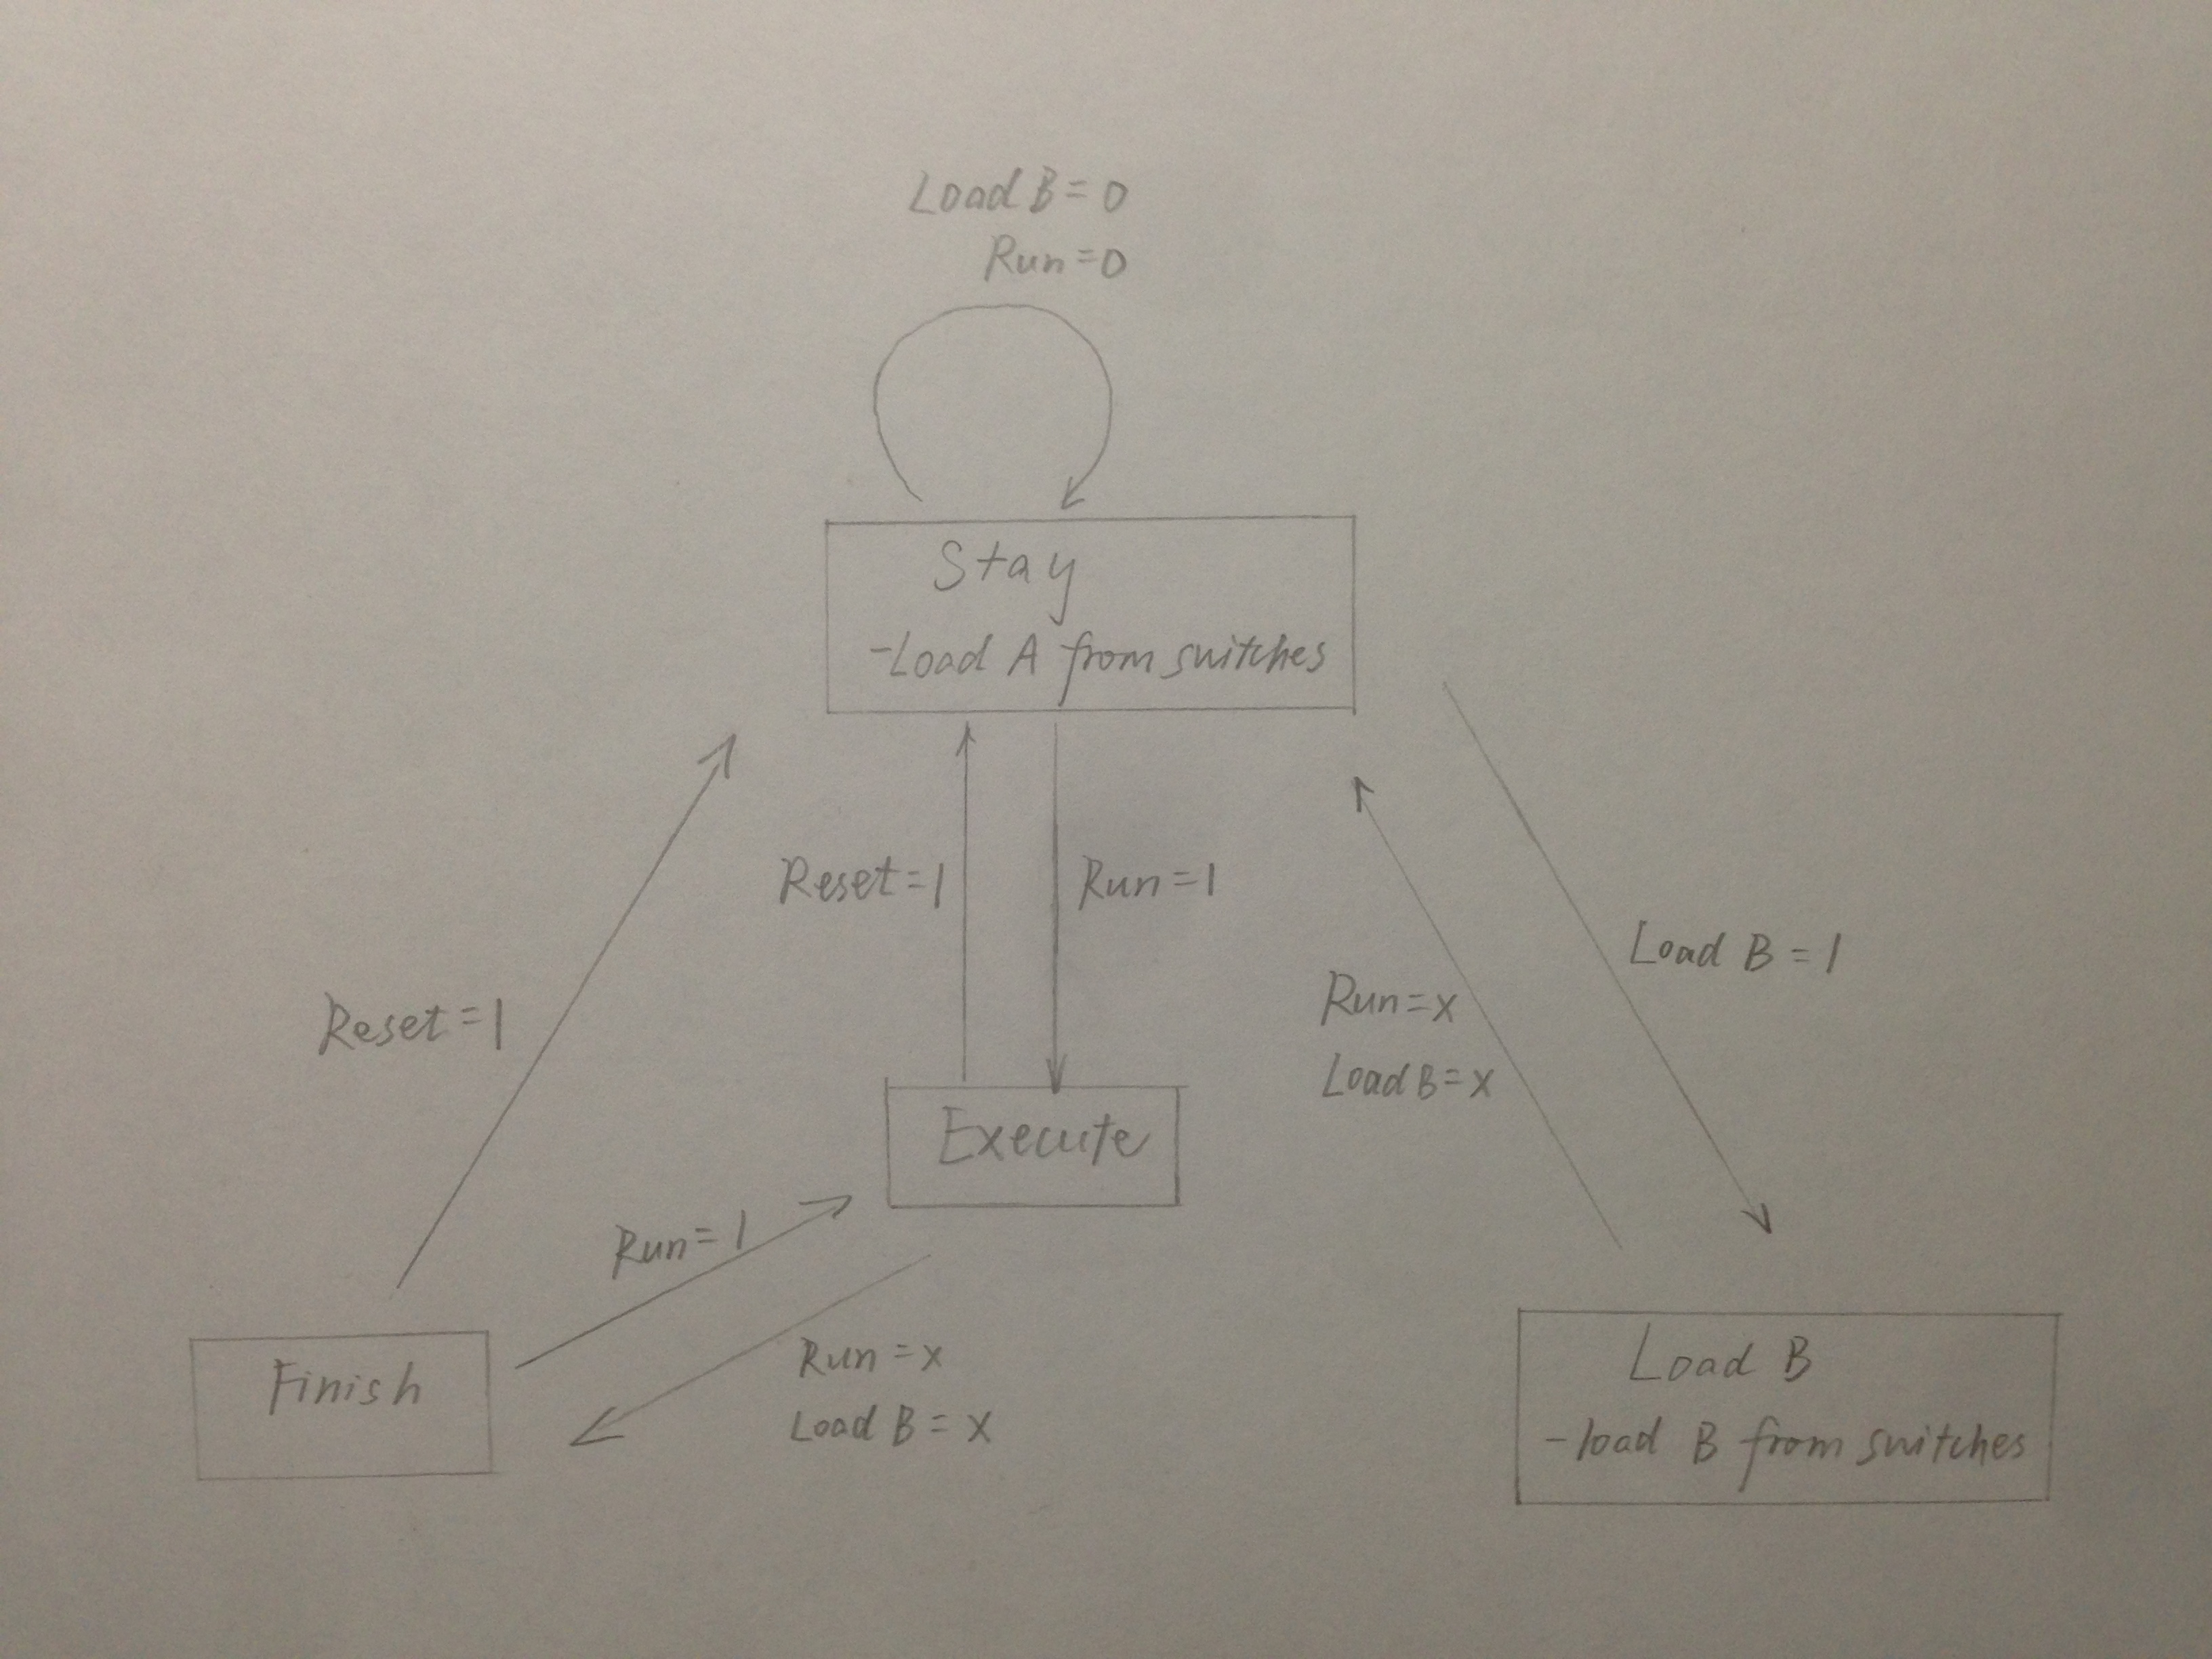 Load B = 0
Run = 0
Stay
-Load A from switches
Reset = 1
Reset = 1
Run = 1
Load B = 1
Run = x
Load B = x
Run = 1
Execute
Finish
Run = x
Load B = x
Load B
-load B from switches